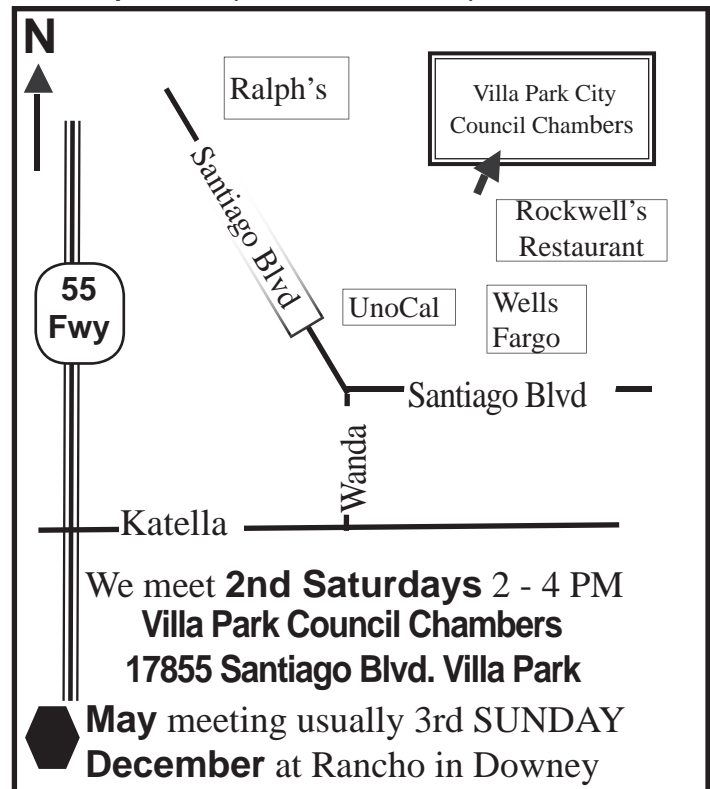 N
Ralph's
Villa Park City
Council Chambers
Santiago Blvd
Rockwell's
Restaurant
55
Fwy
UnoCal
Wells
Fargo
Santiago Blvd
Wanda
Katella
We meet 2nd Saturdays 2 - 4 PM
Villa Park Council Chambers
17855 Santiago Blvd. Villa Park
May meeting usually 3rd SUNDAY
December at Rancho in Downey